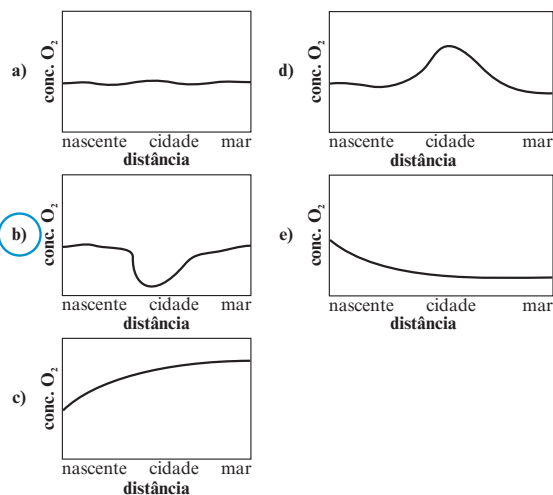 a)
conc. O₂
nascente cidade mar
distância
b)
conc. O₂
nascente cidade mar
distância
c)
conc. O₂
nascente cidade mar
distância
d)
conc. O₂
nascente cidade mar
distância
e)
conc. O₂
nascente cidade mar
distância